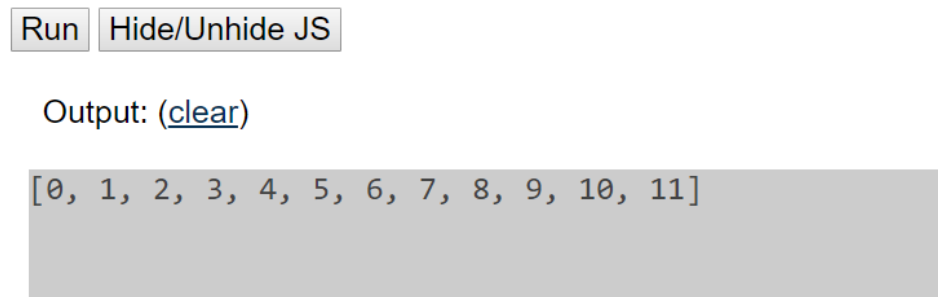 Run Hide/Unhide JS
Output: (clear)
[0, 1, 2, 3, 4, 5, 6, 7, 8, 9, 10, 11]